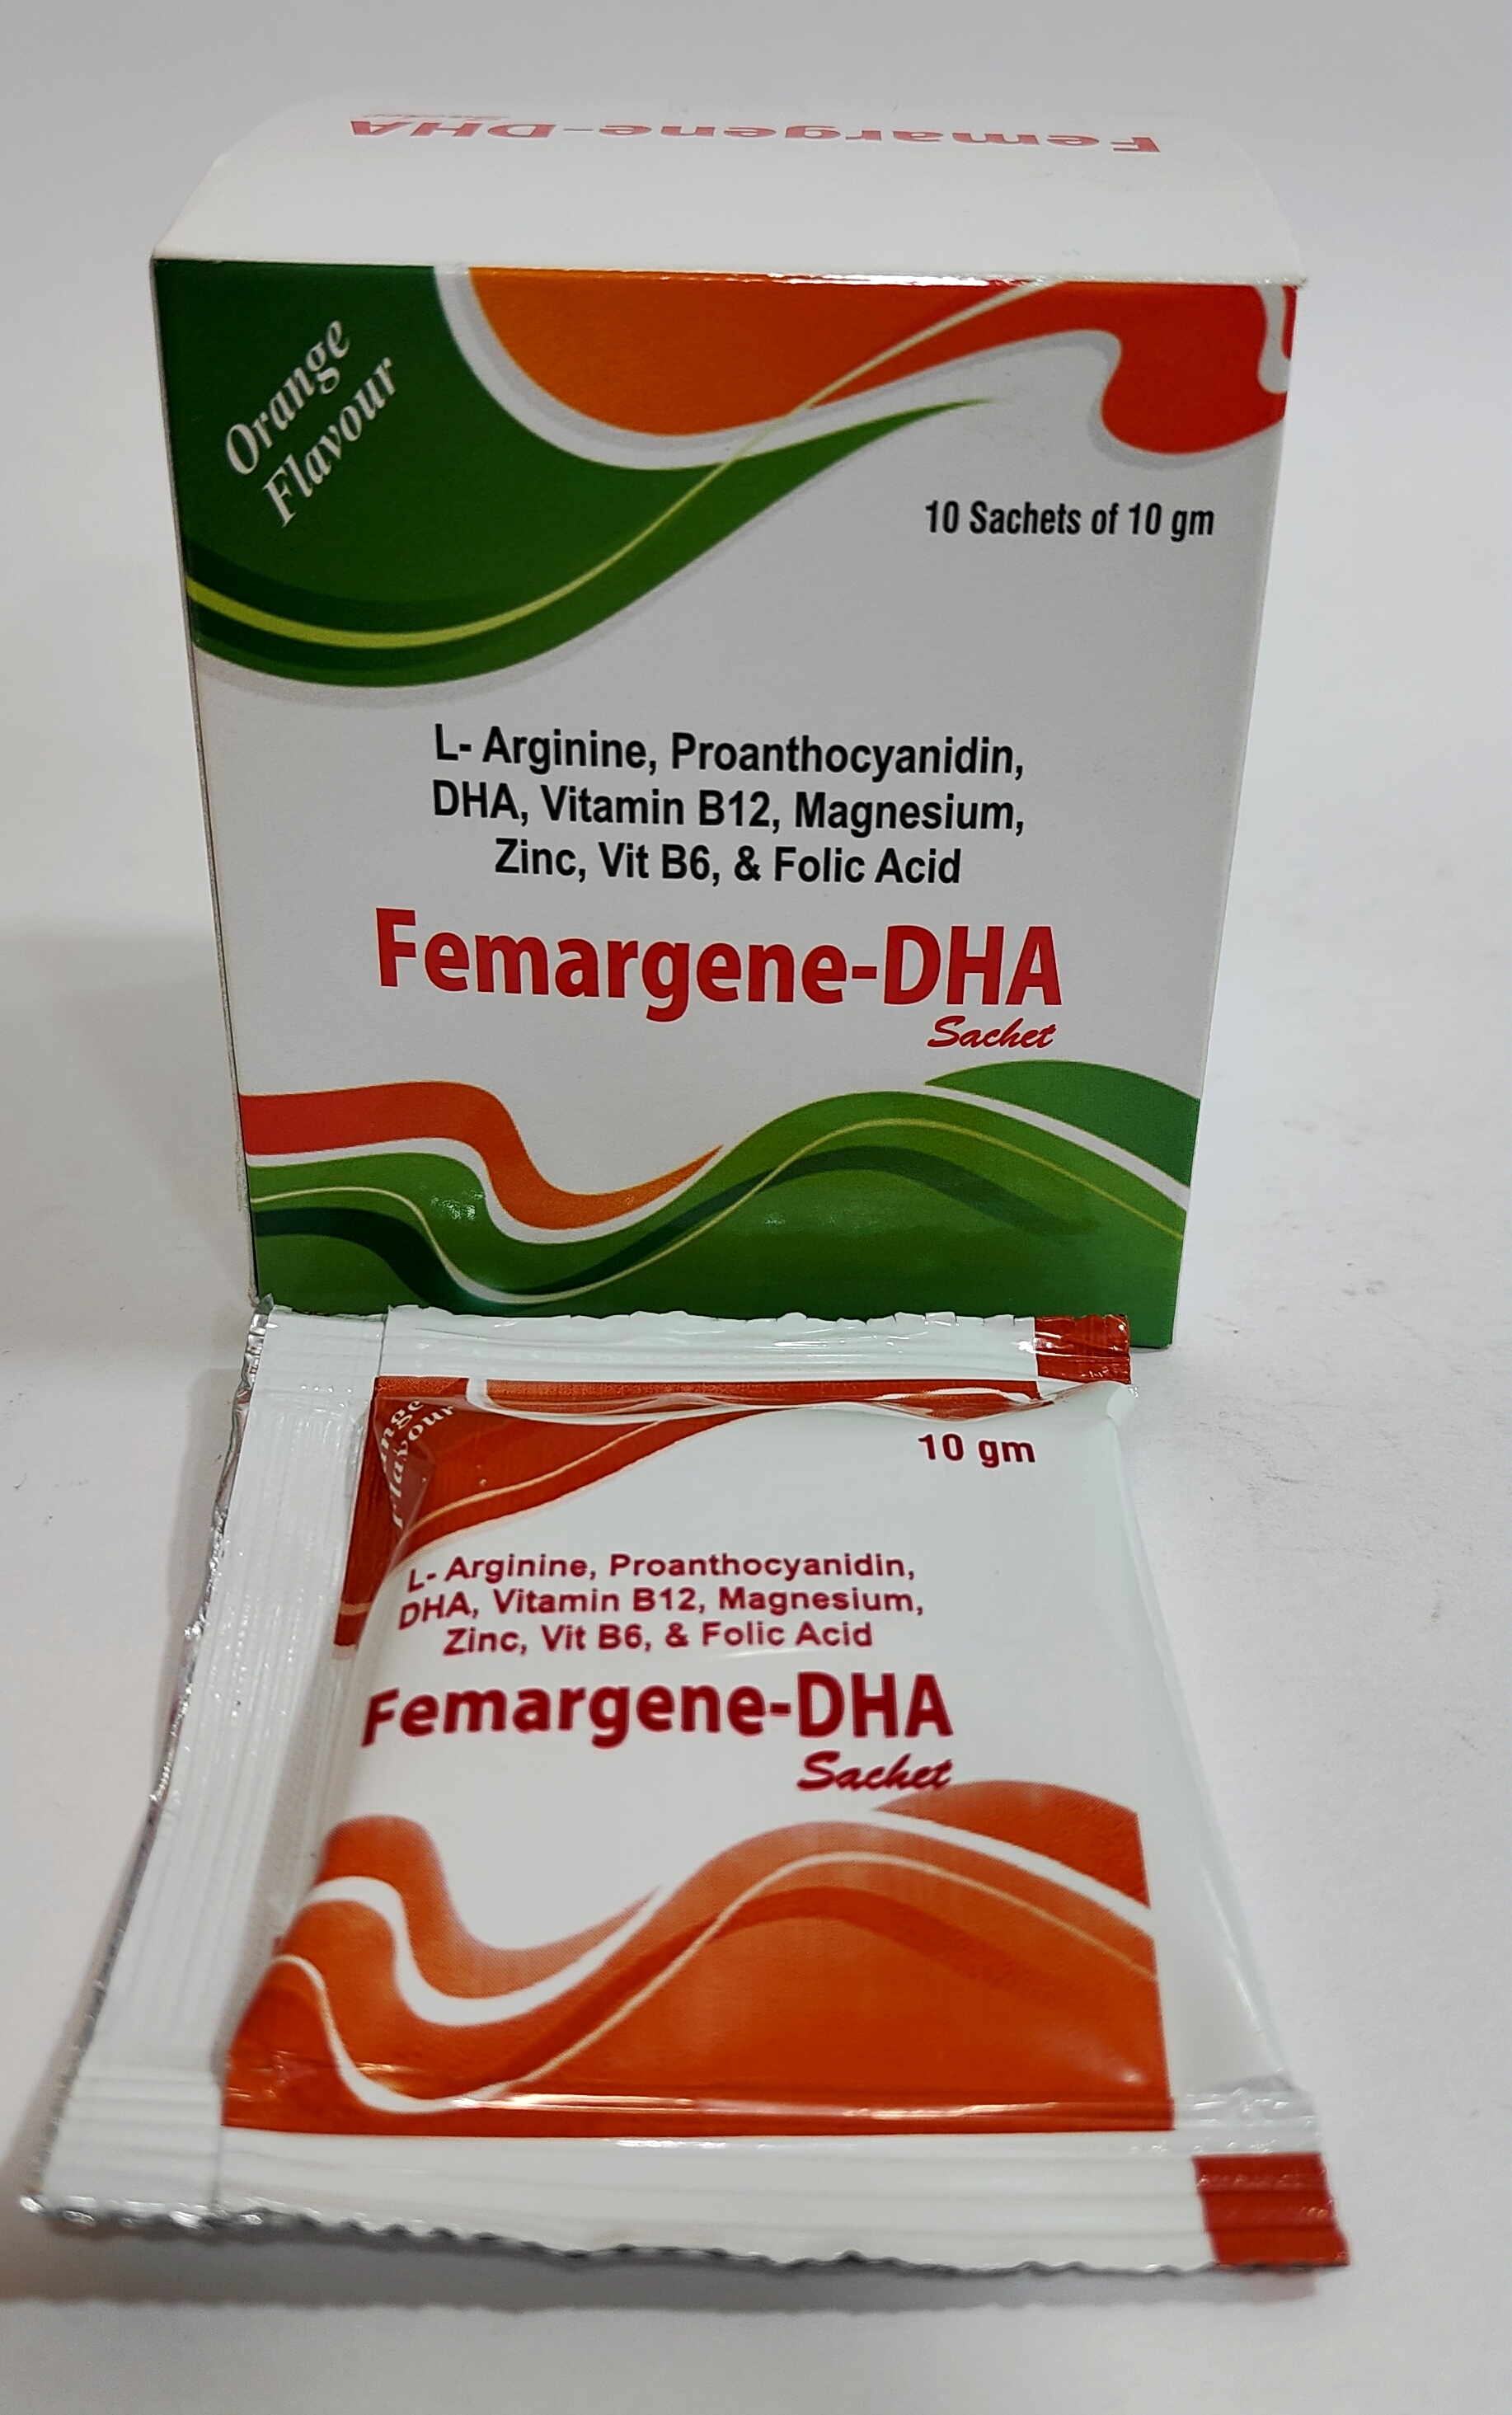 Femargene-DHA
Sachet
Orange
Flavour
10 Sachets of 10 gm
L- Arginine, Proanthocyanidin,
DHA, Vitamin B12, Magnesium,
Zinc, Vit B6, & Folic Acid
Femargene-DHA
Sachet
Flavour
10 gm
L- Arginine, Proanthocyanidin,
DHA, Vitamin B12, Magnesium,
Zinc, Vit B6, & Folic Acid
Femargene-DHA
Sachet